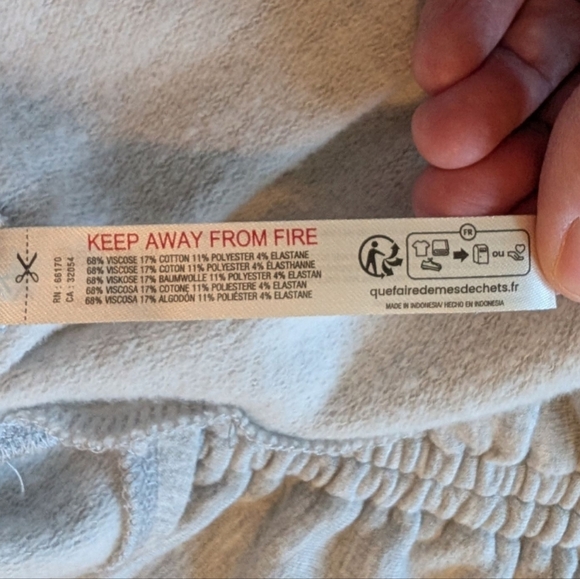 RN : 66170
CA : 32054
KEEP AWAY FROM FIRE
68% VISCOSE 17% COTTON 11% POLYESTER 4% ELASTANE
68% VISCOSE 17% COTON 11% POLYESTER 4% ÉLASTHANNE
68% VISKOSE 17% BAUMWOLLE 11% POLYESTER 4% ELASTAN
68% VISCOSA 17% COTONE 11% POLIESTERE 4% ELASTAN
68% VISCOSA 17% ALGODÓN 11% POLIÉSTER 4% ELASTANE
FR
ou
quefairedemesdechets.fr
MADE IN INDONESIA/ HECHO EN INDONESIA